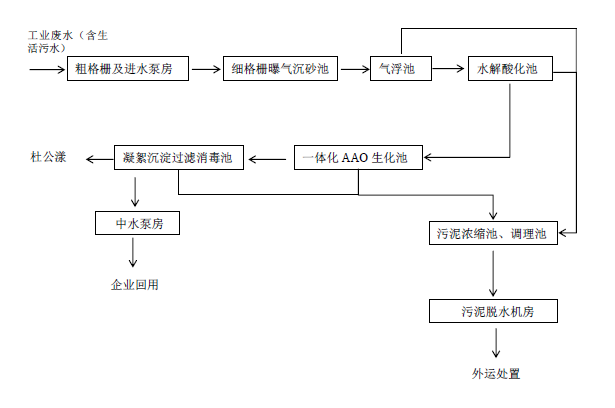 工业废水（含生
活污水）
粗格栅及进水泵房
细格栅曝气沉砂池
气浮池
水解酸化池
杜公漾
凝絮沉淀过滤消毒池
一体化 AAO 生化池
中水泵房
污泥浓缩池、调理池
企业回用
污泥脱水机房
外运处置